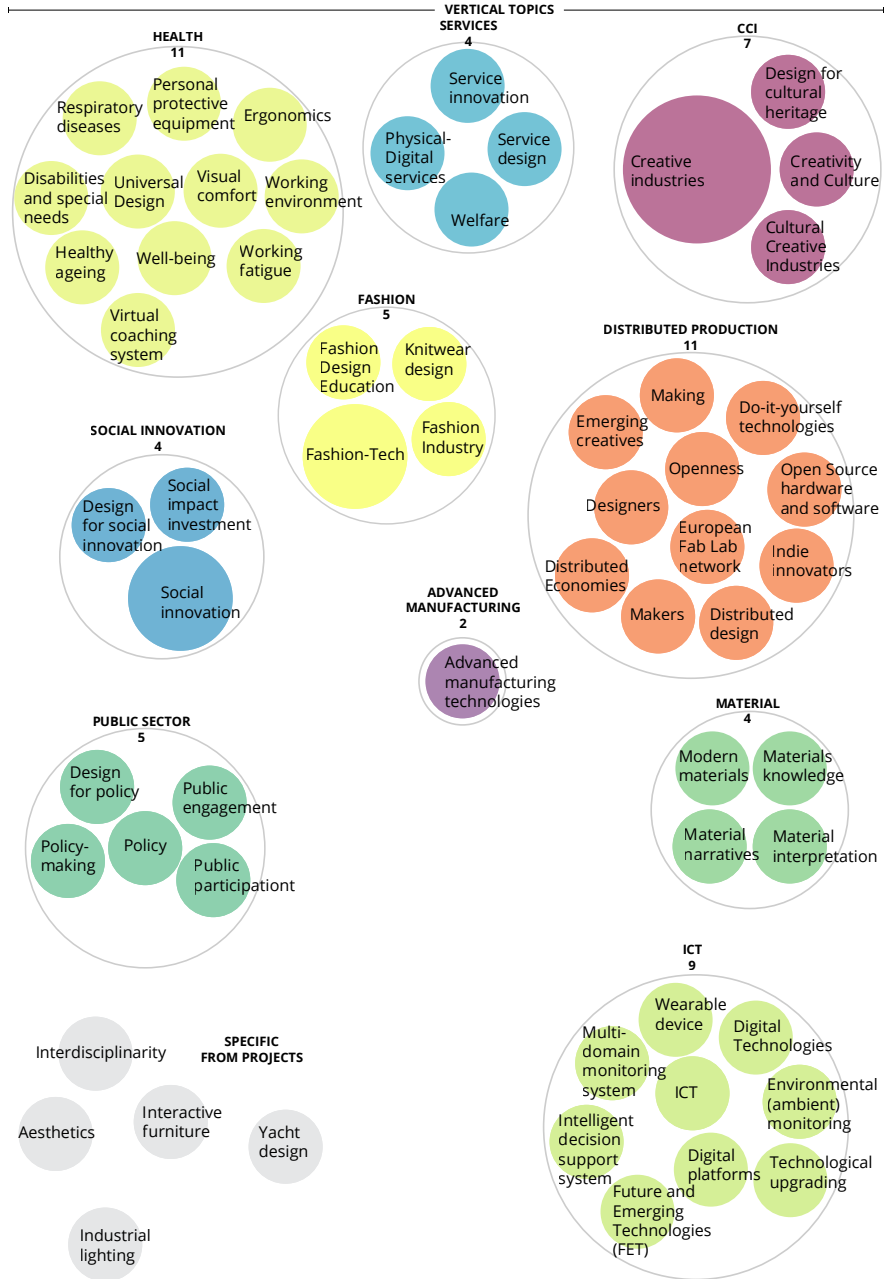 VERTICAL TOPICS
HEALTH
11
Respiratory
diseases
Personal
protective
equipment
Ergonomics
Disabilities
and special
needs
Universal
Design
Visual
comfort
Working
environment
Healthy
ageing
Well-being
Working
fatigue
Virtual
coaching
system
SERVICES
4
Service
innovation
Physical-
Digital
services
Service
design
Welfare
CCI
7
Design for
cultural
heritage
Creative
industries
Creativity
and Culture
Cultural
Creative
Industries
FASHION
5
Fashion
Design
Education
Knitwear
design
Fashion-Tech
Fashion
Industry
DISTRIBUTED PRODUCTION
11
Making
Emerging
creatives
Do-it-yourself
technologies
Openness
Open Source
hardware
and software
Designers
European
Fab Lab
network
Indie
innovators
Distributed
Economies
Makers
Distributed
design
SOCIAL INNOVATION
4
Social
impact
investment
Design
for social
innovation
Social
innovation
ADVANCED
MANUFACTURING
2
Advanced
manufacturing
technologies
PUBLIC SECTOR
5
Design
for policy
Public
engagement
Policy-
making
Policy
Public
participationt
MATERIAL
4
Modern
materials
Materials
knowledge
Material
narratives
Material
interpretation
ICT
9
Wearable
device
Digital
Technologies
Multi-
domain
monitoring
system
ICT
Environmental
(ambient)
monitoring
Intelligent
decision
support
system
Digital
platforms
Technological
upgrading
Future and
Emerging
Technologies
(FET)
SPECIFIC
FROM PROJECTS
Interdisciplinarity
Aesthetics
Interactive
furniture
Yacht
design
Industrial
lighting